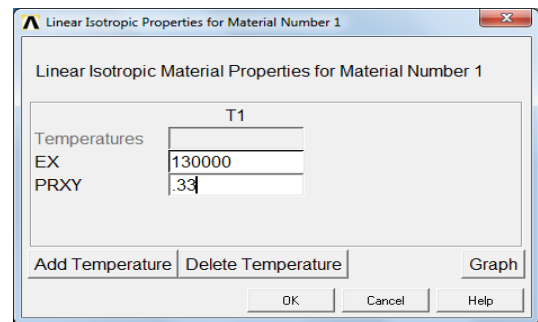 Linear Isotropic Properties for Material Number 1
Linear Isotropic Material Properties for Material Number 1
T1
Temperatures
EX 130000
PRXY .33
Add Temperature Delete Temperature Graph
OK Cancel Help